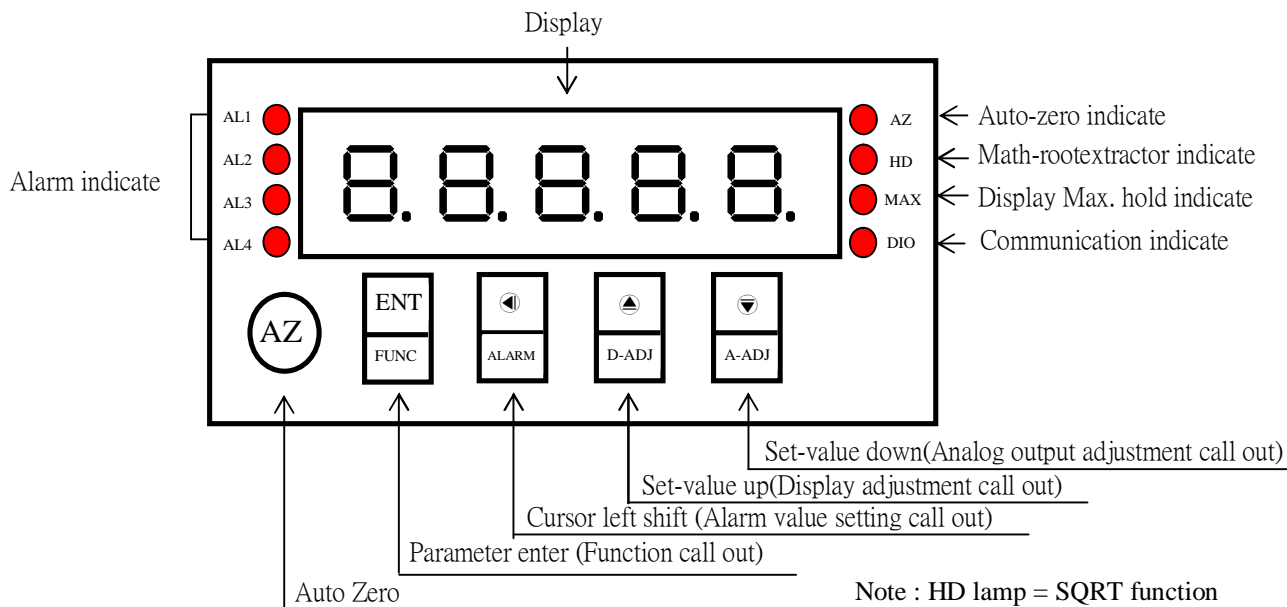 Display
AL1
AL2
AL3
AL4
Alarm indicate
8.8.8.8.8.
AZ
HD
MAX
DIO
Auto-zero indicate
Math-rootextractor indicate
Display Max. hold indicate
Communication indicate
AZ
ENT
FUNC
ALARM
D-ADJ
A-ADJ
Set-value down(Analog output adjustment call out)
Set-value up(Display adjustment call out)
Cursor left shift (Alarm value setting call out)
Parameter enter (Function call out)
Auto Zero
Note : HD lamp = SQRT function